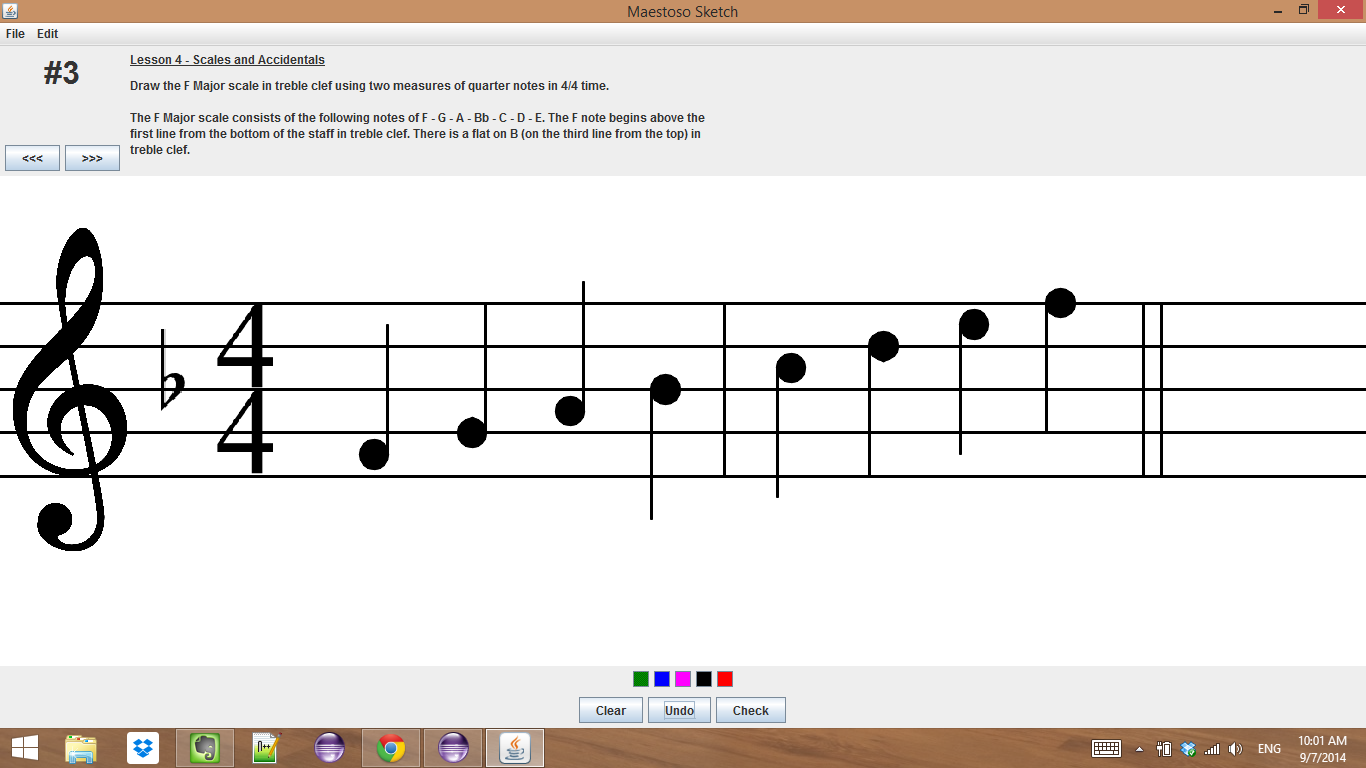 Maestoso Sketch
File Edit
#3
Lesson 4 - Scales and Accidentals
Draw the F Major scale in treble clef using two measures of quarter notes in 4/4 time.
The F Major scale consists of the following notes of F - G - A - Bb - C - D - E. The F note begins above the
first line from the bottom of the staff in treble clef. There is a flat on B (on the third line from the top) in
treble clef.
<<< >>>
4
4
Clear Undo Check
ENG
10:01 AM
9/7/2014